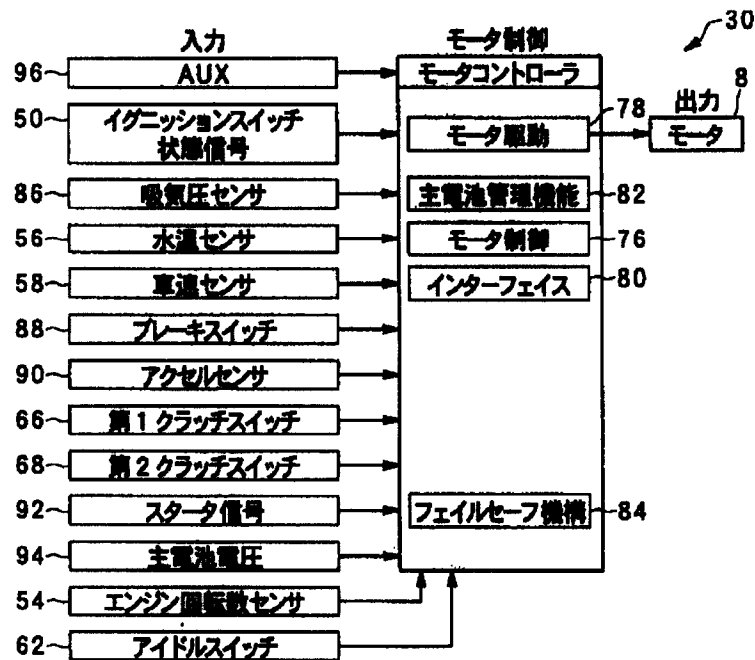 30
入力
モータ制御
96 AUX
モータコントローラ
50 イグニッションスイッチ
状態信号
78
モータ駆動
出力
8
モータ
86 吸気圧センサ
主電池管理機能 82
56 水温センサ
モータ制御 76
58 車速センサ
インターフェイス 80
88 ブレーキスイッチ
90 アクセルセンサ
66 第1クラッチスイッチ
68 第2クラッチスイッチ
92 スタータ信号
フェイルセーフ機構 84
94 主電池電圧
54 エンジン回転数センサ
62 アイドルスイッチ